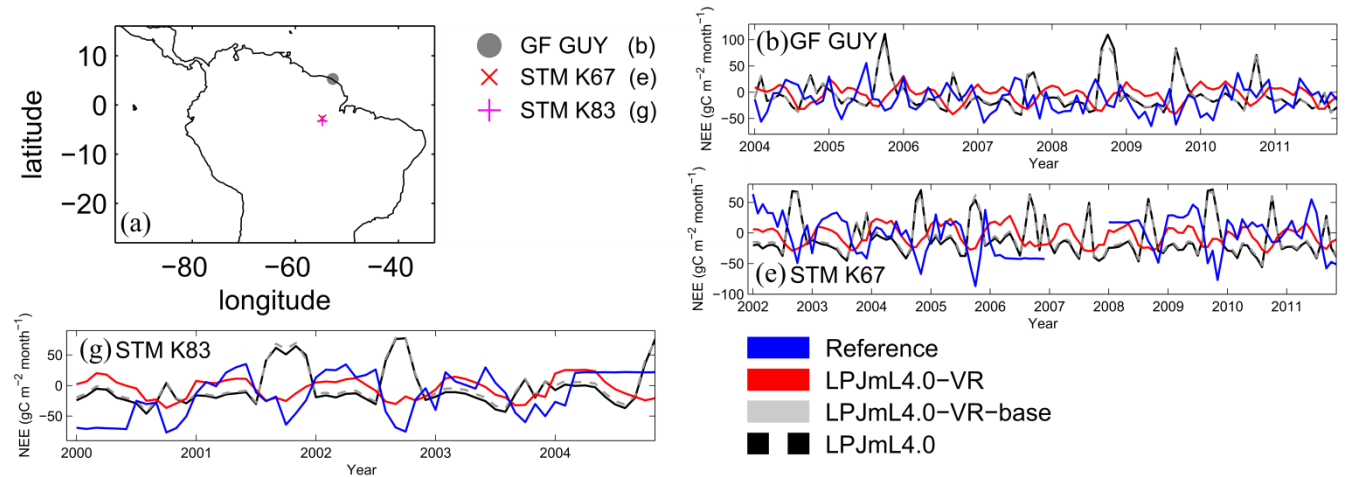 10
0
−10
−20
latitude
(a)
−80
−60
−40
longitude
GF GUY (b)
STM K67 (e)
STM K83 (g)
NEE (gC m−2 month−1)
100
50
0
−50
(b) GF GUY
2004 2005 2006 2007 2008 2009 2010 2011
Year
NEE (gC m−2 month−1)
50
0
−50
−100
(e) STM K67
2002 2003 2004 2005 2006 2007 2008 2009 2010 2011
Year
NEE (gC m−2 month−1)
50
0
−50
(g) STM K83
2000 2001 2002 2003 2004
Year
Reference
LPJmL4.0−VR
LPJmL4.0−VR−base
LPJmL4.0